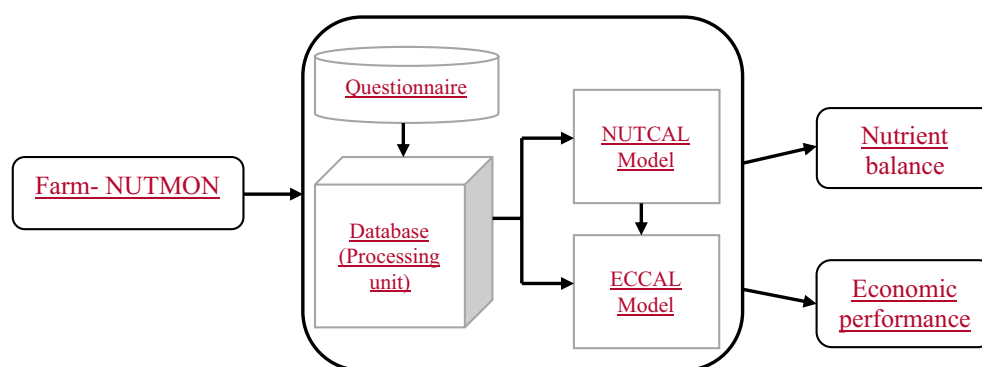 Farm- NUTMON
Questionnaire
Database
(Processing
unit)
NUTCAL
Model
ECCAL
Model
Nutrient
balance
Economic
performance